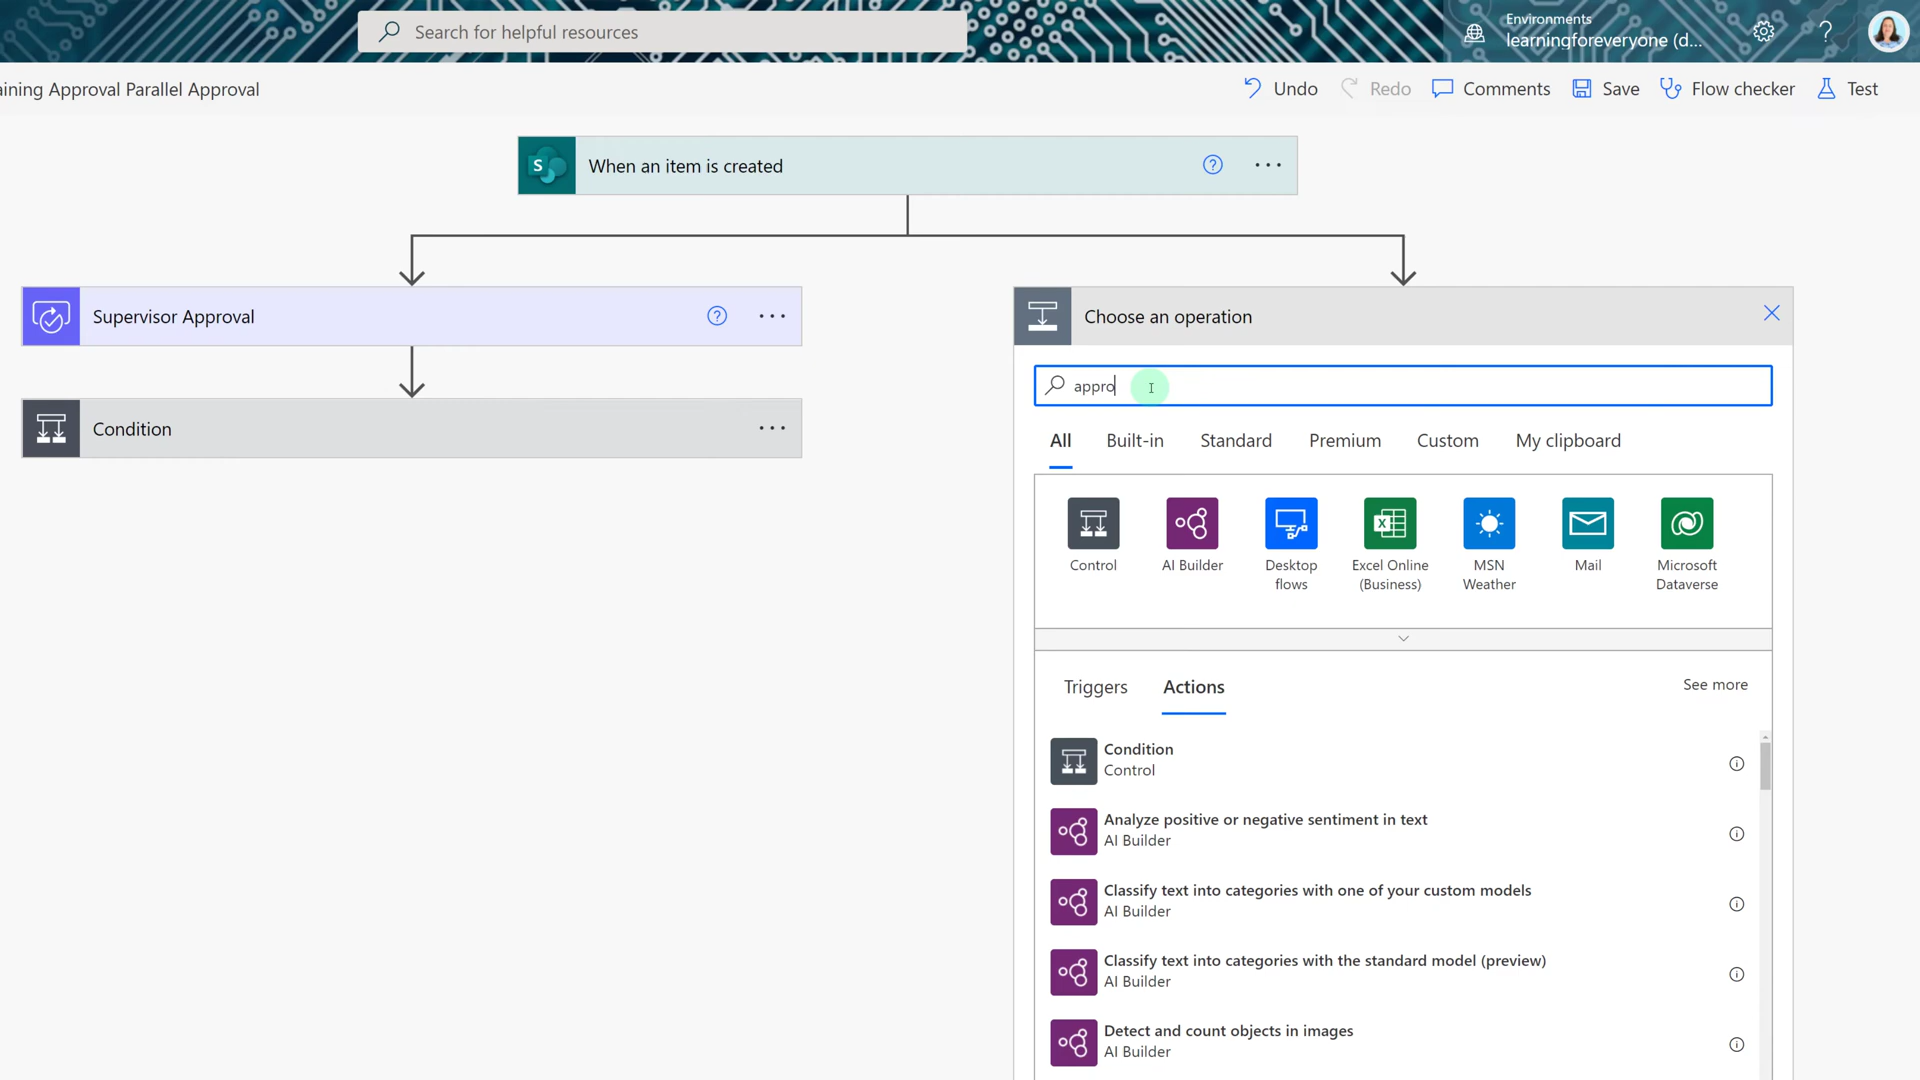 Search for helpful resources
Environments
learningforeveryone (d...
aining Approval Parallel Approval
Undo
Redo
Comments
Save
Flow checker
Test
S
When an item is created
Supervisor Approval
Condition
Choose an operation
appro
All
Built-in
Standard
Premium
Custom
My clipboard
Control
AI Builder
Desktop
flows
Excel Online
(Business)
MSN
Weather
Mail
Microsoft
Dataverse
Triggers
Actions
See more
Condition
Control
Analyze positive or negative sentiment in text
AI Builder
Classify text into categories with one of your custom models
AI Builder
Classify text into categories with the standard model (preview)
AI Builder
Detect and count objects in images
AI Builder